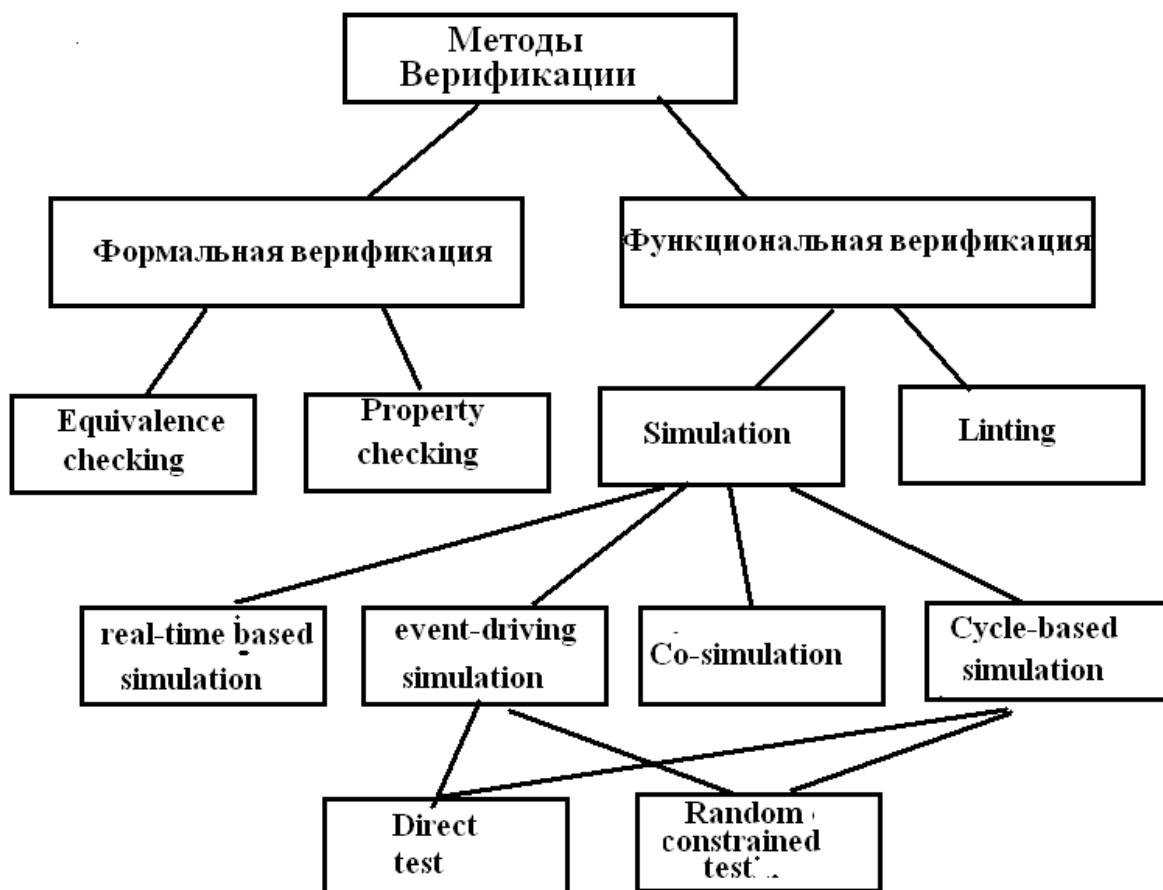 Методы
Верификации
Формальная верификация
Функциональная верификация
Equivalence
checking
Property
checking
Simulation
Linting
real-time based
simulation
event-driving
simulation
Co-simulation
Cycle-based
simulation
Direct
test
Random
constrained
test